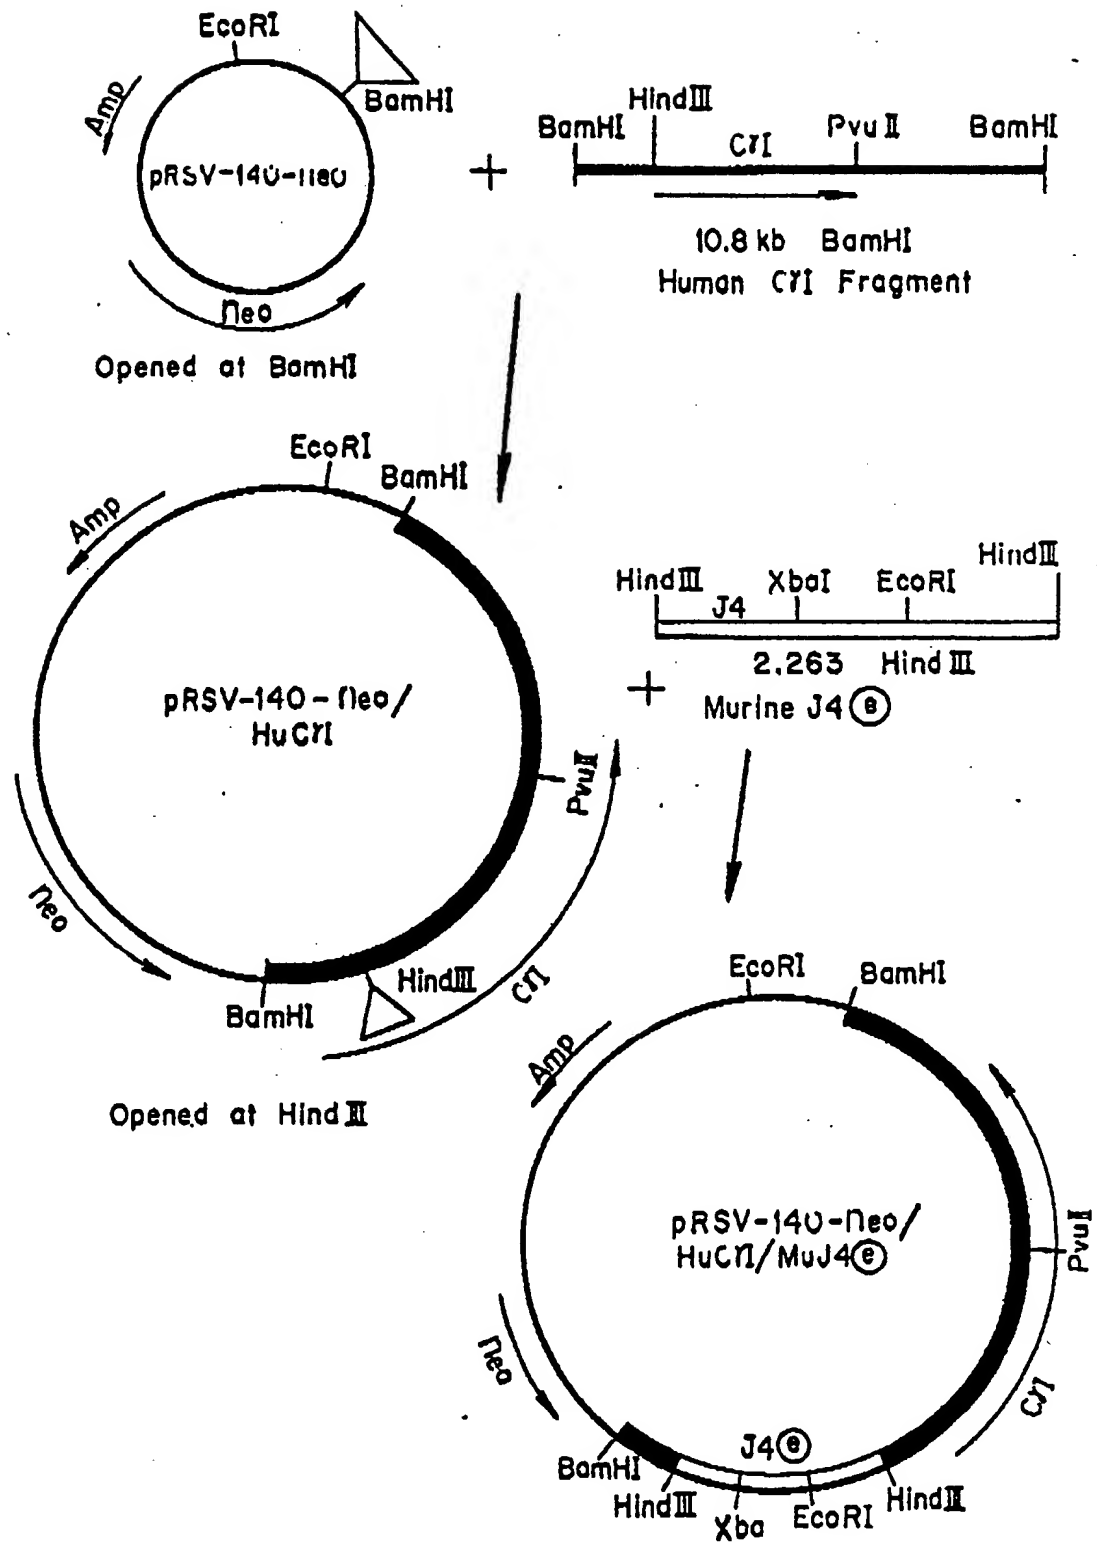 EcoRI
BamHI
Amp
pRSV-140-neo
neo
Opened at BamHI
+
BamHI
HindIII
CγI
PvuII
BamHI
10.8 kb BamHI
Human CγI Fragment
EcoRI
BamHI
Amp
pRSV-140-neo/
HuCγI
PvuII
neo
BamHI
HindIII
CγI
Opened at HindIII
+
HindIII
J4
XbaI
EcoRI
HindIII
2.263 HindIII
Murine J4 ⓔ
EcoRI
BamHI
Amp
pRSV-140-neo/
HuCγI/MuJ4ⓔ
PvuII
neo
CγI
J4ⓔ
BamHI
HindIII
Xba
EcoRI
HindIII